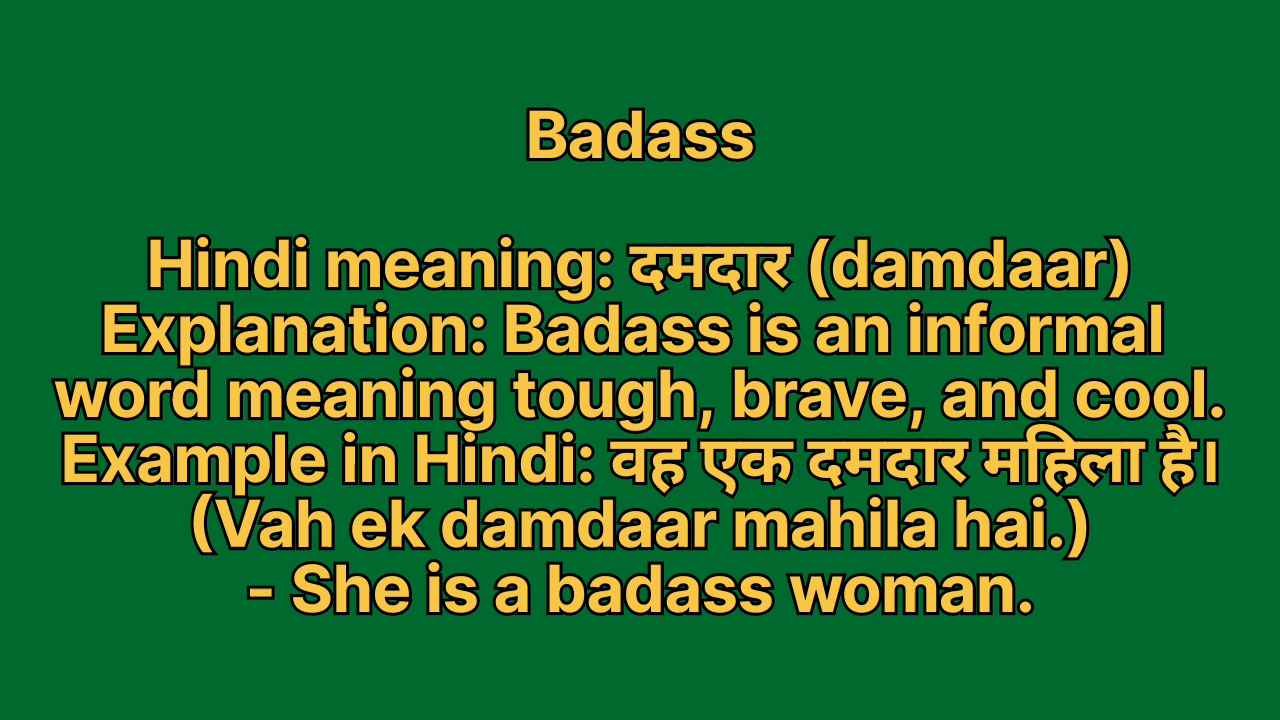 Badass
Hindi meaning: दमदार (damdaar)
Explanation: Badass is an informal
word meaning tough, brave, and cool.
Example in Hindi: वह एक दमदार महिला है।
(Vah ek damdaar mahila hai.)
- She is a badass woman.